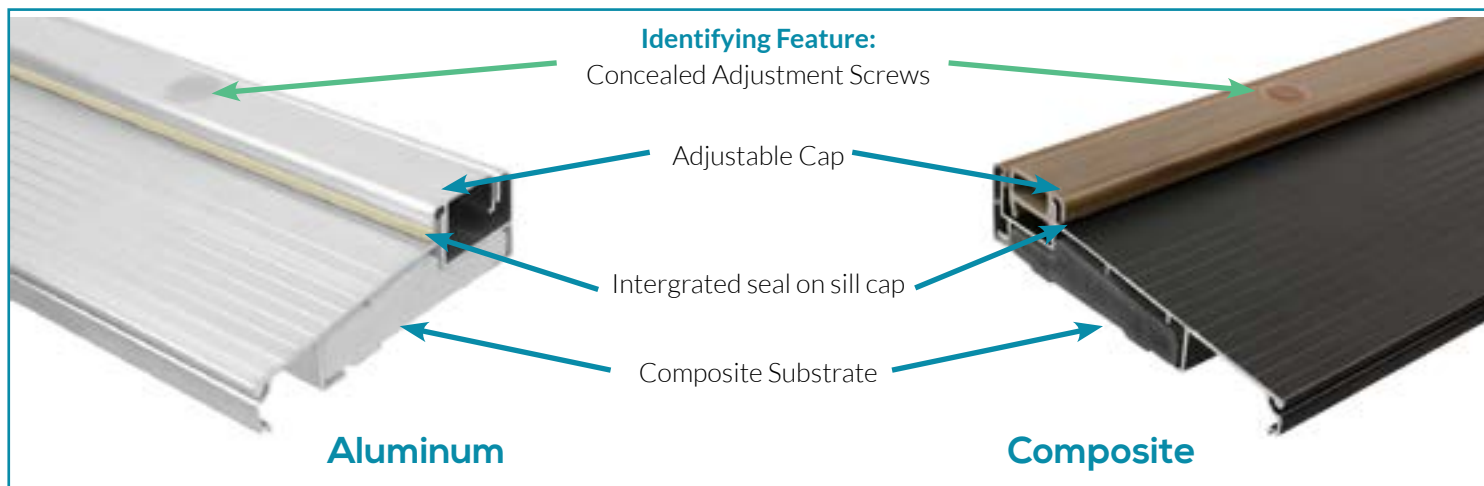 Identifying Feature:
Concealed Adjustment Screws
Adjustable Cap
Intergrated seal on sill cap
Composite Substrate
Aluminum
Composite